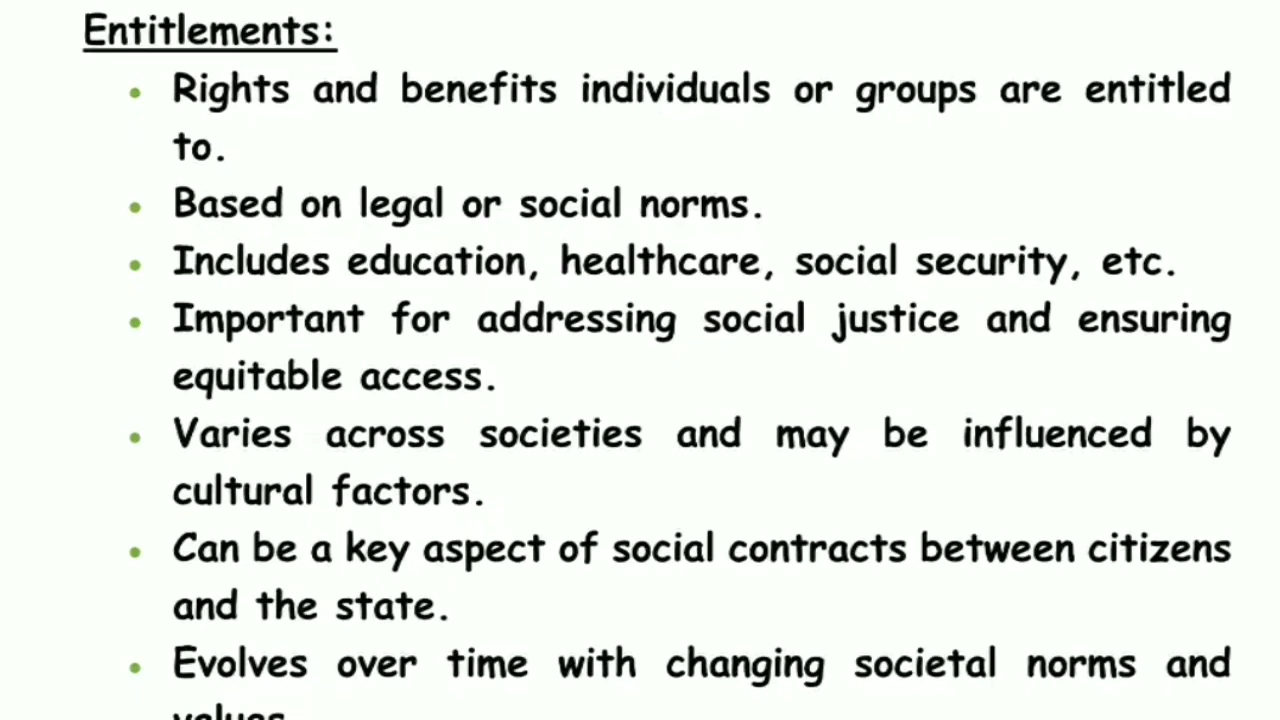 Entitlements:
• Rights and benefits individuals or groups are entitled
to.
• Based on legal or social norms.
• Includes education, healthcare, social security, etc.
• Important for addressing social justice and ensuring
equitable access.
• Varies across societies and may be influenced by
cultural factors.
• Can be a key aspect of social contracts between citizens
and the state.
• Evolves over time with changing societal norms and
values.